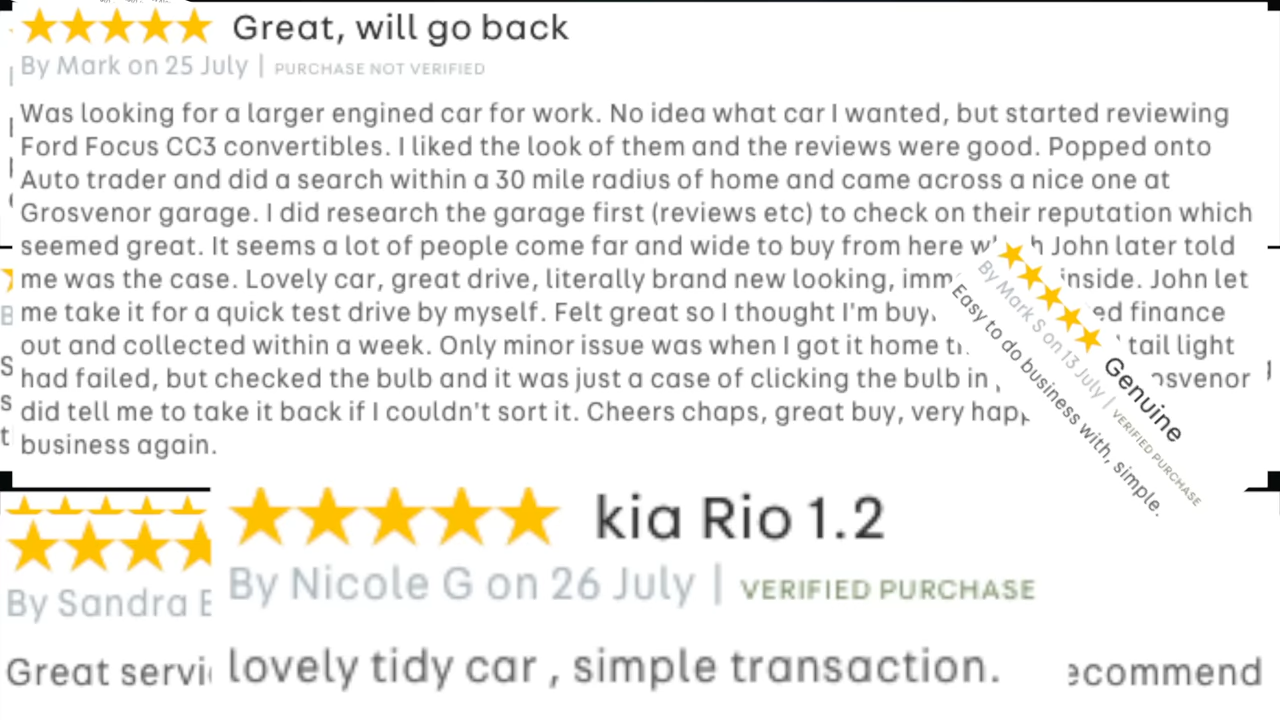 Great, will go back
By Mark on 25 July | PURCHASE NOT VERIFIED
Was looking for a larger engined car for work. No idea what car I wanted, but started reviewing
Ford Focus CC3 convertibles. I liked the look of them and the reviews were good. Popped onto
Auto trader and did a search within a 30 mile radius of home and came across a nice one at
Grosvenor garage. I did research the garage first (reviews etc) to check on their reputation which
seemed great. It seems a lot of people come far and wide to buy from here John later told
me was the case. Lovely car, great drive, literally brand new looking, inside. John let
me take it for a quick test drive by myself. Felt great so I thought I'm finance
out and collected within a week. Only minor issue was when I got it home tail light
had failed, but checked the bulb and it was just a case of clicking the bulb in
did tell me to take it back if I couldn't sort it. Cheers chaps, great buy, very
business again.
Genuine
By Mark S on 13 July | VERIFIED PURCHASE
Easy to do business with, simple.
kia Rio 1.2
By Nicole G on 26 July | VERIFIED PURCHASE
lovely tidy car , simple transaction.
By Sandra
Great